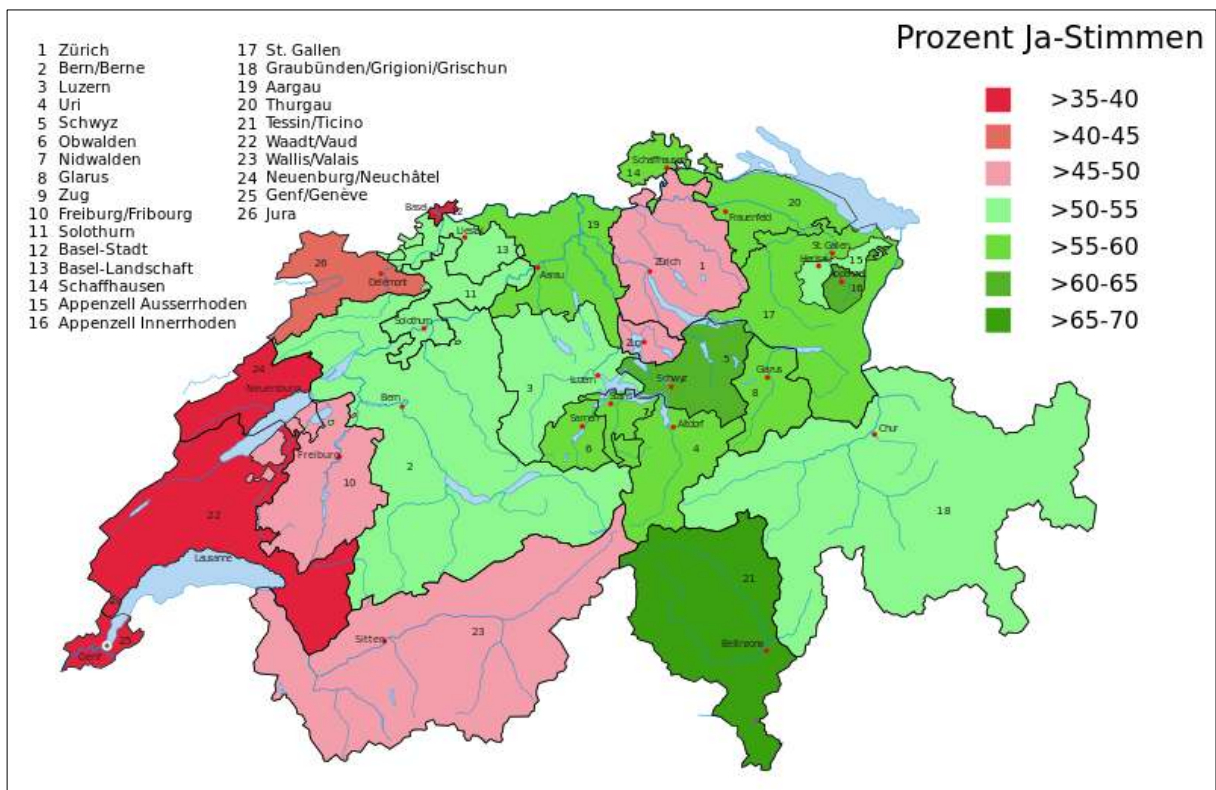 Prozent Ja-Stimmen
1 Zürich
2 Bern/Berne
3 Luzern
4 Uri
5 Schwyz
6 Obwalden
7 Nidwalden
8 Glarus
9 Zug
10 Freiburg/Fribourg
11 Solothurn
12 Basel-Stadt
13 Basel-Landschaft
14 Schaffhausen
15 Appenzell Ausserrhoden
16 Appenzell Innerrhoden
17 St. Gallen
18 Graubünden/Grigioni/Grischun
19 Aargau
20 Thurgau
21 Tessin/Ticino
22 Waadt/Vaud
23 Wallis/Valais
24 Neuenburg/Neuchâtel
25 Genf/Genève
26 Jura
>35-40
>40-45
>45-50
>50-55
>55-60
>60-65
>65-70
Schaffhausen
14
Basel
12
Liestal
13
19
Frauenfeld
20
St. Gallen
15
Herisau
16
26
Delémont
11
Aarau
Zürich
1
17
Solothurn
Zug
24
Neuenburg
Luzern
3
Schwyz
5
Glarus
8
Bern
Stans
7
Sarnen
6
Altdorf
4
Chur
2
Freiburg
10
22
18
Lausanne
21
Sitten
23
Bellinzona
25
Genf